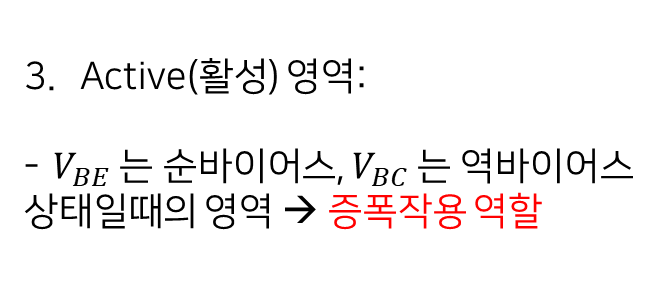 3. Active(활성) 영역:
- V_BE 는 순바이어스, V_BC 는 역바이어스
상태일때의 영역 → 증폭작용 역할